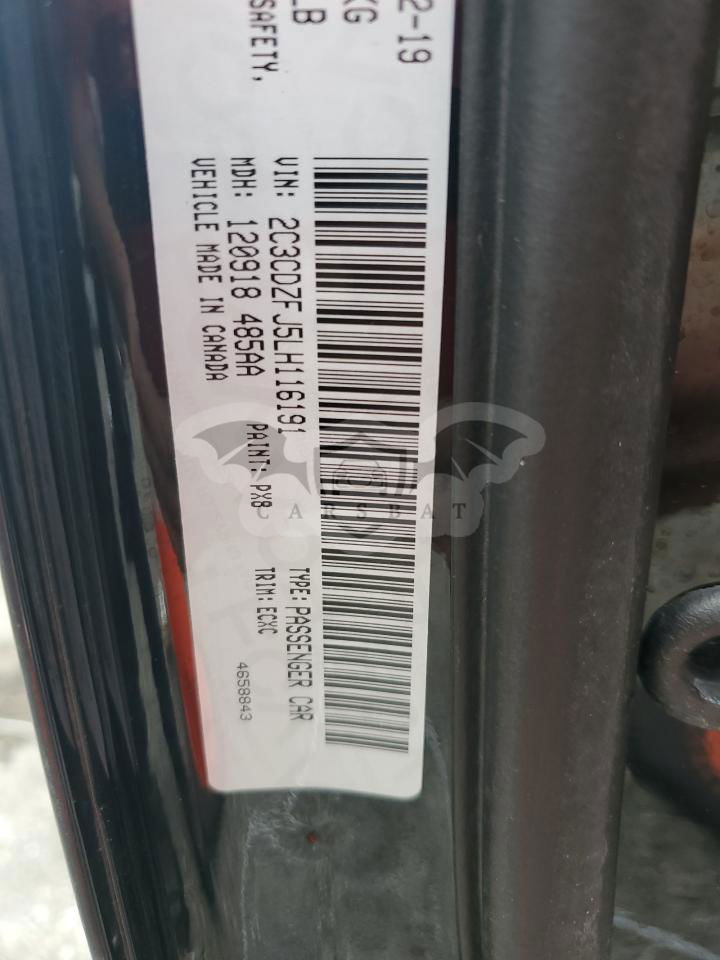 2-19
KG
LB
SAFETY,
VIN: 2C3CDZFJ5LH116191
TYPE: PASSENGER CAR
MDH: 120918 485AA
PAINT: PX8
TRIM: ECXC
VEHICLE MADE IN CANADA
4658843
CARSBAT